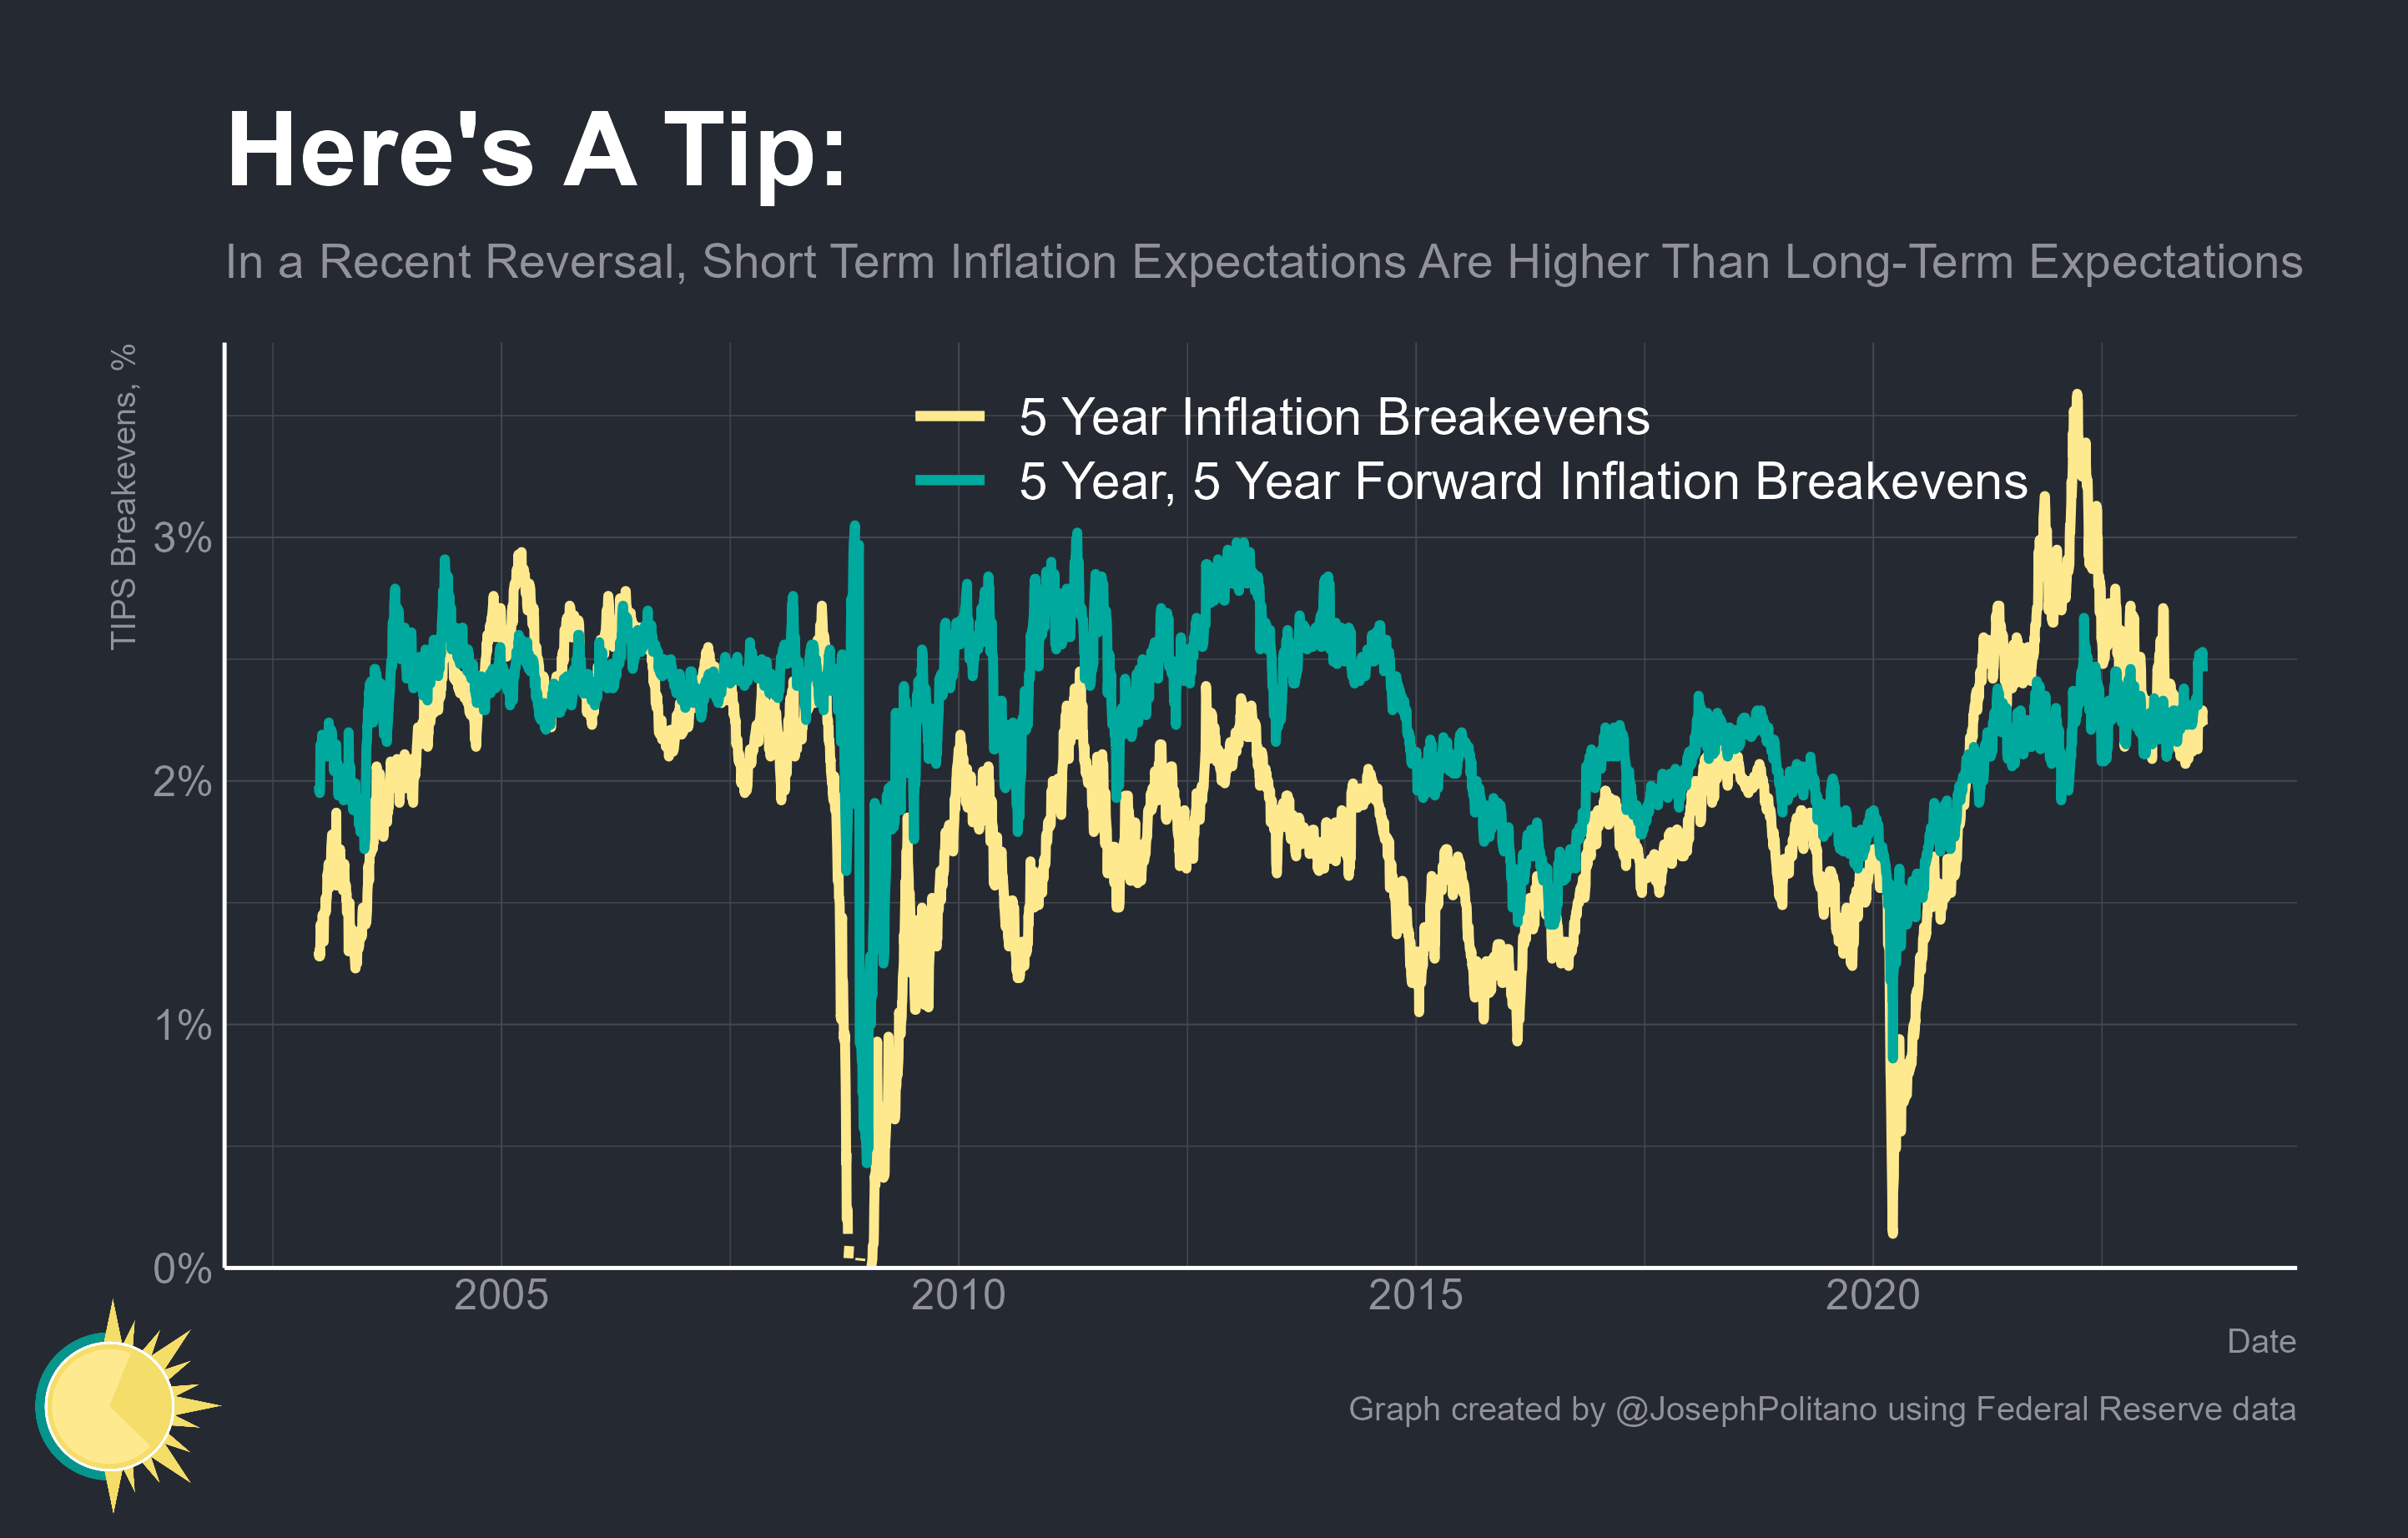 Here's A Tip:
In a Recent Reversal, Short Term Inflation Expectations Are Higher Than Long-Term Expectations
TIPS Breakevens, %
5 Year Inflation Breakevens
5 Year, 5 Year Forward Inflation Breakevens
3%
2%
1%
0%
2005
2010
2015
2020
Date
Graph created by @JosephPolitano using Federal Reserve data